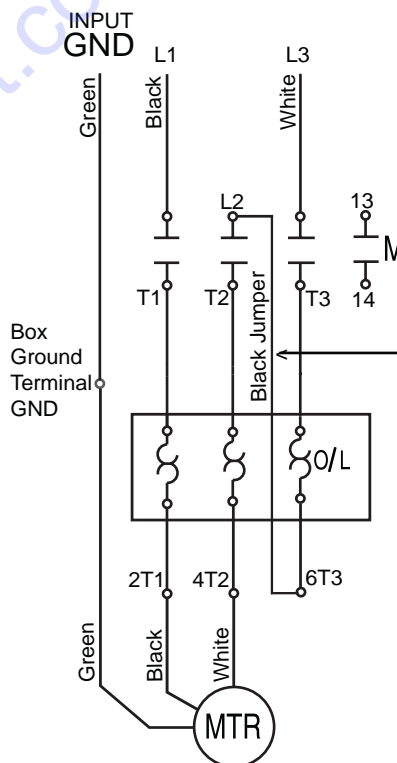 INPUT
GND
L1
L3
Green
Black
White
L2
13
M
T1
T2
T3
14
Black Jumper
Box
Ground
Terminal
GND
O/L
2T1
4T2
6T3
Green
Black
White
MTR